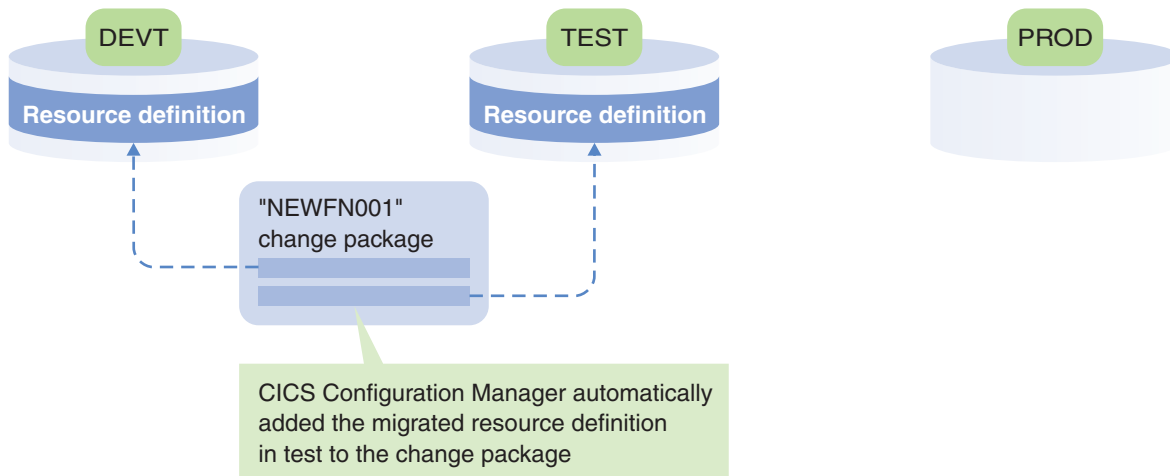 DEVT
TEST
PROD
Resource definition
Resource definition
"NEWFN001"
change package
CICS Configuration Manager automatically
added the migrated resource definition
in test to the change package